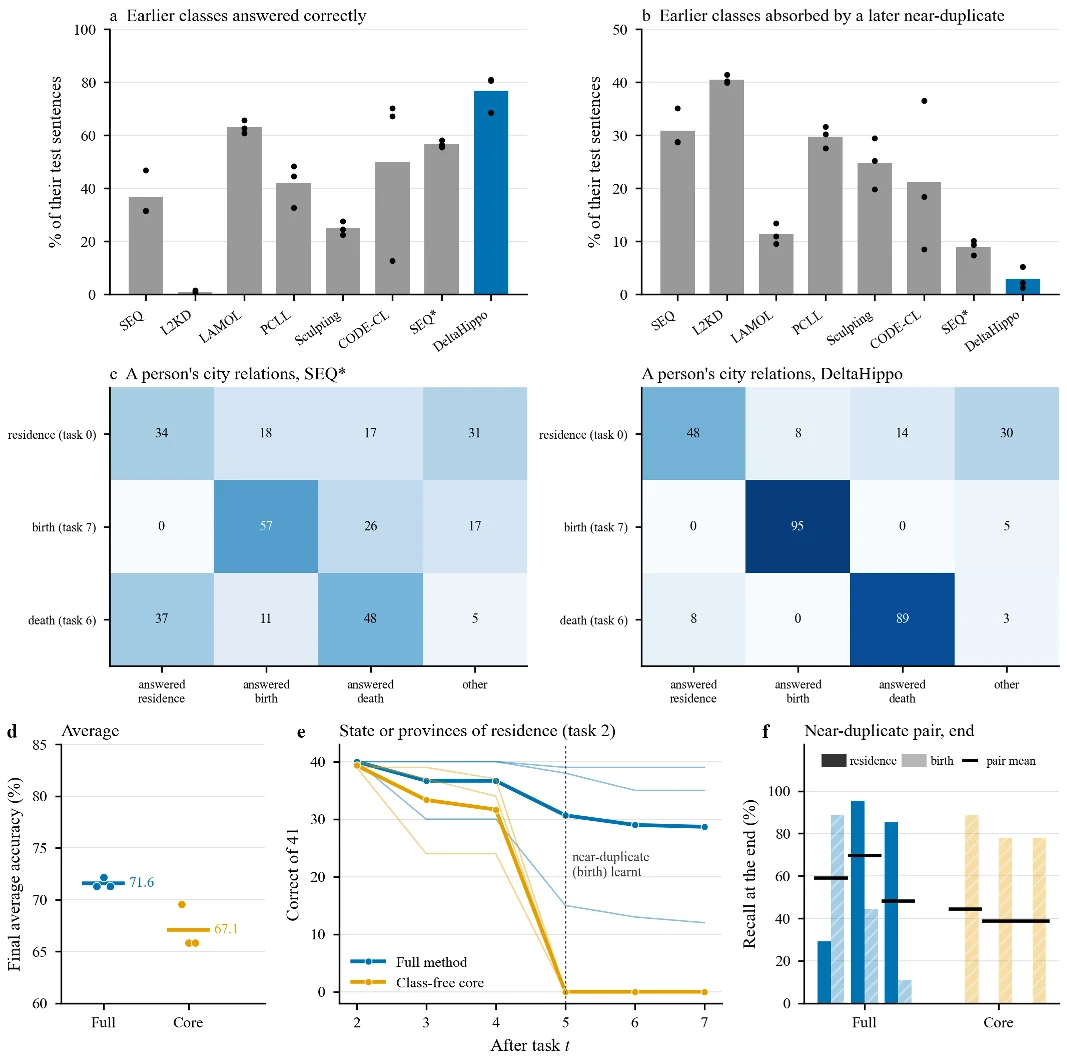 a Earlier classes answered correctly
% of their test sentences
100
80
60
40
20
0
SEQ
L2KD
LAMOL
PCLL
Sculpting
CODE-CL
SEQ*
DeltaHippo
b Earlier classes absorbed by a later near-duplicate
% of their test sentences
50
40
30
20
10
0
SEQ
L2KD
LAMOL
PCLL
Sculpting
CODE-CL
SEQ*
DeltaHippo
c A person's city relations, SEQ*
residence (task 0)
34
18
17
31
birth (task 7)
0
57
26
17
death (task 6)
37
11
48
5
answered
residence
answered
birth
answered
death
other
A person's city relations, DeltaHippo
residence (task 0)
48
8
14
30
birth (task 7)
0
95
0
5
death (task 6)
8
0
89
3
answered
residence
answered
birth
answered
death
other
d Average
Final average accuracy (%)
85
80
75
70
65
60
71.6
67.1
Full
Core
e State or provinces of residence (task 2)
Correct of 41
40
30
20
10
0
near-duplicate
(birth) learnt
Full method
Class-free core
2
3
4
5
6
7
After task t
f Near-duplicate pair, end
residence
birth
pair mean
Recall at the end (%)
100
80
60
40
20
0
Full
Core